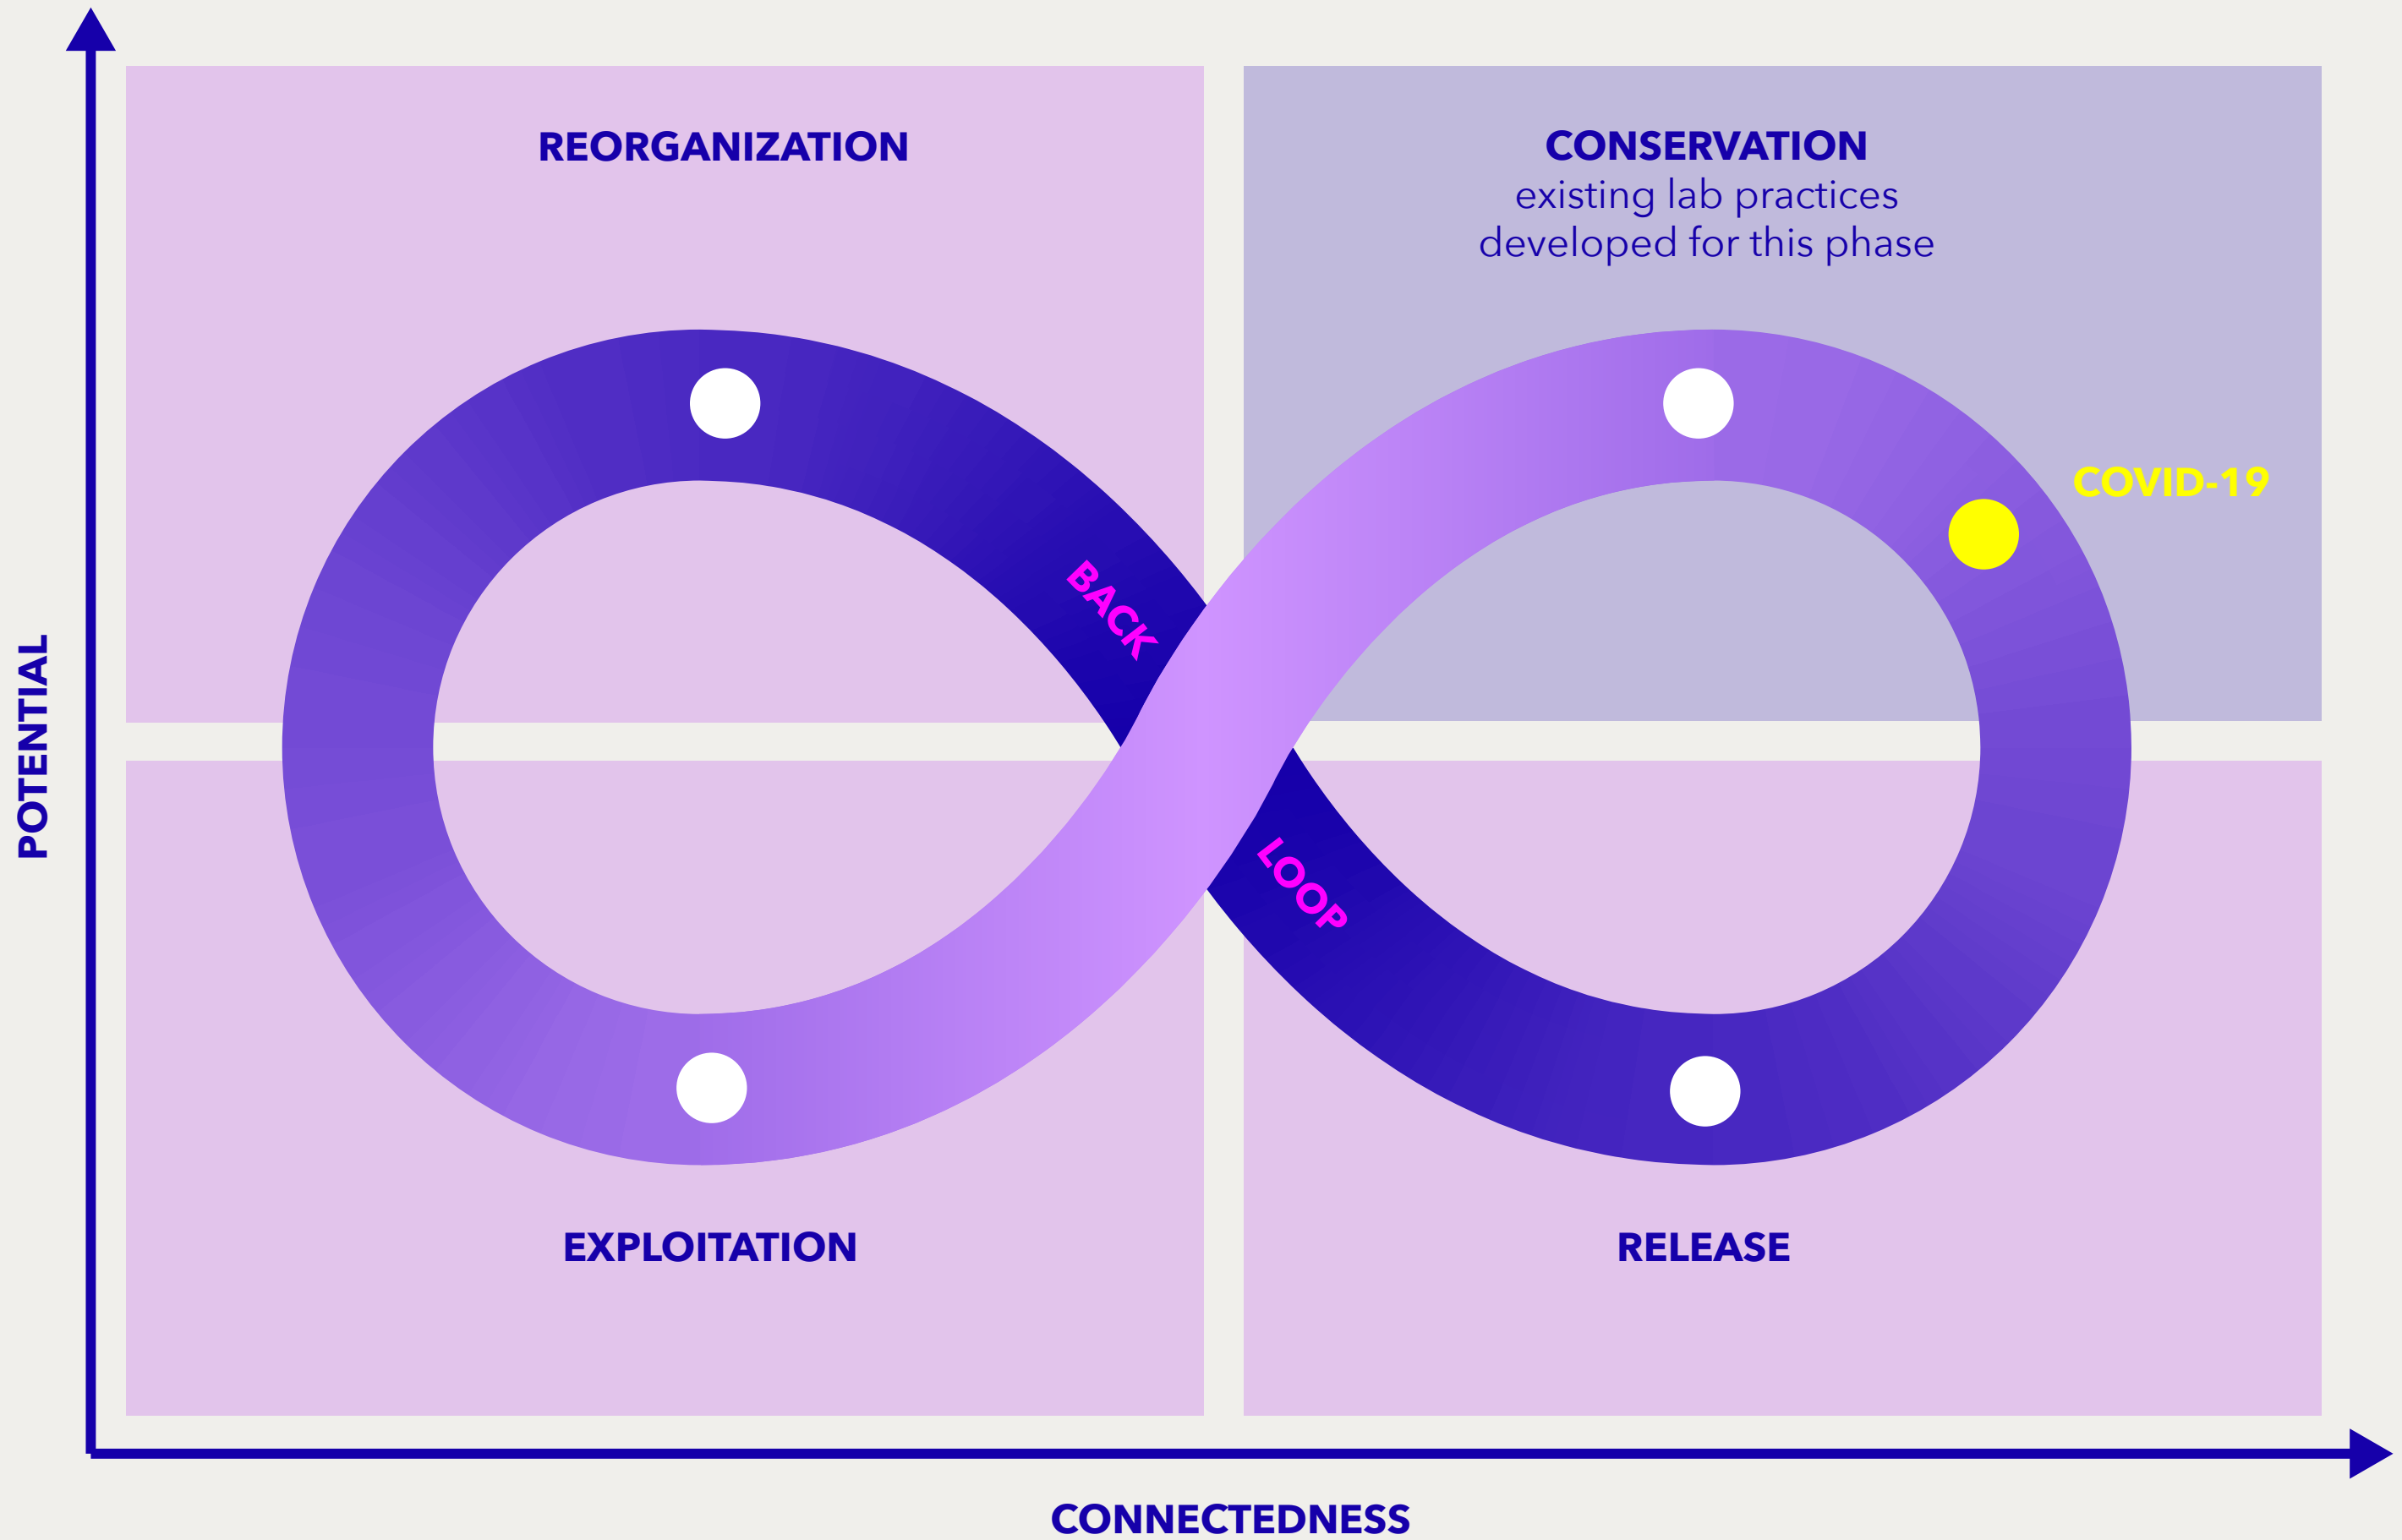 REORGANIZATION
CONSERVATION
existing lab practices
developed for this phase
COVID-19
BACK
LOOP
POTENTIAL
EXPLOITATION
RELEASE
CONNECTEDNESS